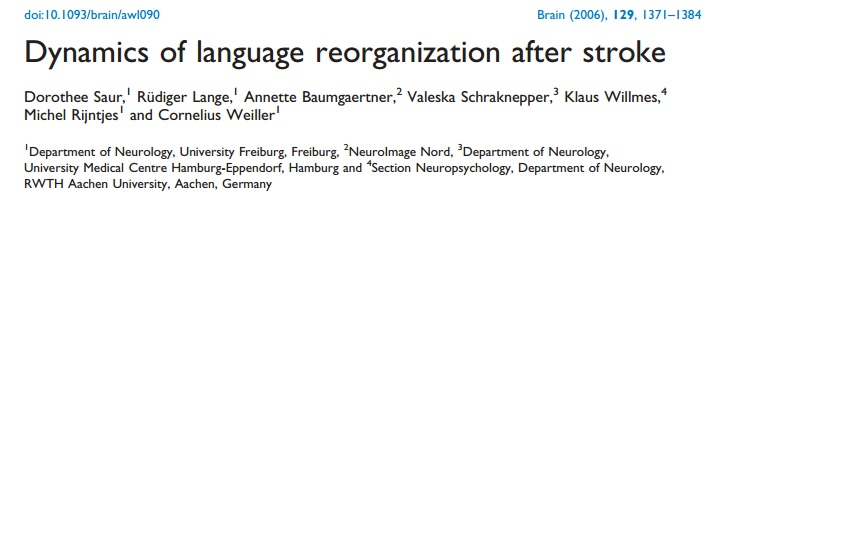 doi:10.1093/brain/awl090
Brain (2006), 129, 1371–1384
Dynamics of language reorganization after stroke
Dorothee Saur,¹ Rüdiger Lange,¹ Annette Baumgaertner,² Valeska Schraknepper,³ Klaus Willmes,⁴
Michel Rijntjes¹ and Cornelius Weiller¹
¹Department of Neurology, University Freiburg, Freiburg, ²NeuroImage Nord, ³Department of Neurology,
University Medical Centre Hamburg-Eppendorf, Hamburg and ⁴Section Neuropsychology, Department of Neurology,
RWTH Aachen University, Aachen, Germany